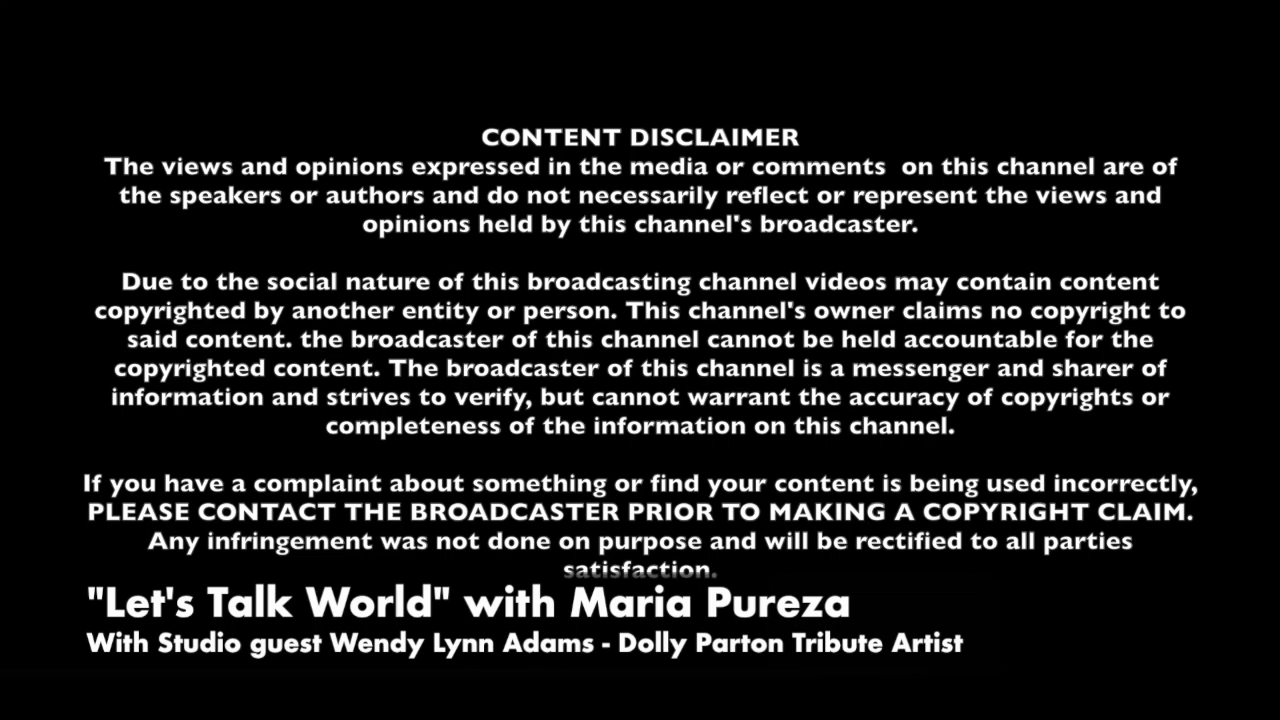 CONTENT DISCLAIMER
The views and opinions expressed in the media or comments  on this channel are of
the speakers or authors and do not necessarily reflect or represent the views and
opinions held by this channel's broadcaster.
Due to the social nature of this broadcasting channel videos may contain content
copyrighted by another entity or person. This channel's owner claims no copyright to
said content. the broadcaster of this channel cannot be held accountable for the
copyrighted content. The broadcaster of this channel is a messenger and sharer of
information and strives to verify, but cannot warrant the accuracy of copyrights or
completeness of the information on this channel.
If you have a complaint about something or find your content is being used incorrectly,
PLEASE CONTACT THE BROADCASTER PRIOR TO MAKING A COPYRIGHT CLAIM.
Any infringement was not done on purpose and will be rectified to all parties
satisfaction.
"Let's Talk World" with Maria Pureza
With Studio guest Wendy Lynn Adams - Dolly Parton Tribute Artist